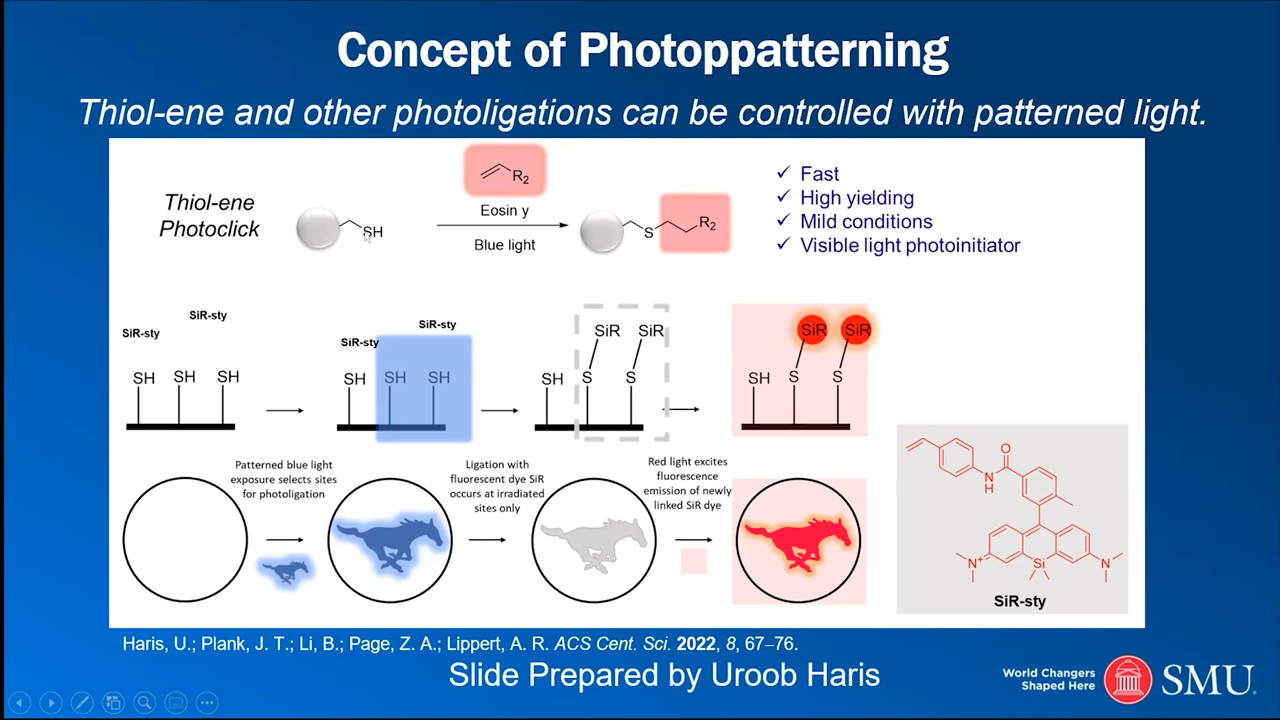 Concept of Photoppatterning
Thiol-ene and other photoligations can be controlled with patterned light.
Thiol-ene
Photoclick
SH
R2
Eosin y
Blue light
S
R2
✓ Fast
✓ High yielding
✓ Mild conditions
✓ Visible light photoinitiator
SiR-sty
SiR-sty
SH
SH
SH
SiR-sty
SiR-sty
SH
SH
SH
SiR
SiR
SH
S
S
SiR
SiR
SH
S
S
Patterned blue light
exposure selects sites
for photoligation
Ligation with
fluorescent dye SiR
occurs at irradiated
sites only
Red light excites
fluorescence
emission of newly
linked SiR dye
O
N
H
N+
Si
N
SiR-sty
Haris, U.; Plank, J. T.; Li, B.; Page, Z. A.; Lippert, A. R. ACS Cent. Sci. 2022, 8, 67–76.
Slide Prepared by Uroob Haris
World Changers
Shaped Here
SMU.